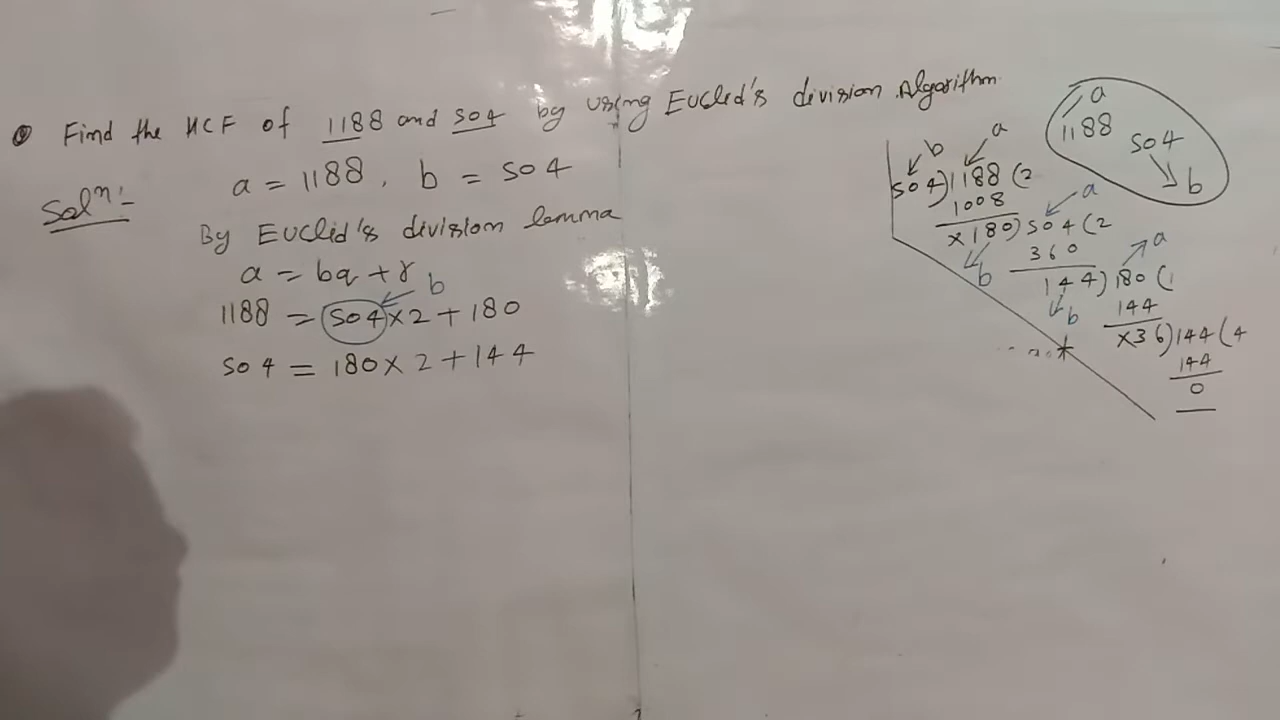 Find the HCF of 1188 and 504 by using Euclid's division Algorithm.
Solⁿ:-
a = 1188, b = 504
By Euclid's division lemma
a = bq + r
b
1188 = 504 × 2 + 180
504 = 180 × 2 + 144
a
1188
504
b
b a
504)1188(2
1008
a
×180)504(2
b
360
a
144)180(1
b
144
×36)144(4
144
0